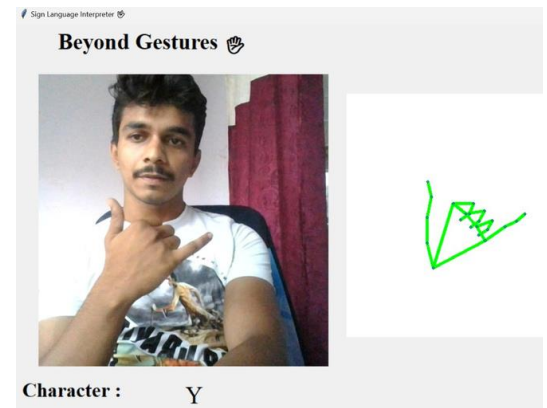 Sign Language Interpreter 👋
Beyond Gestures 👋
Character : Y